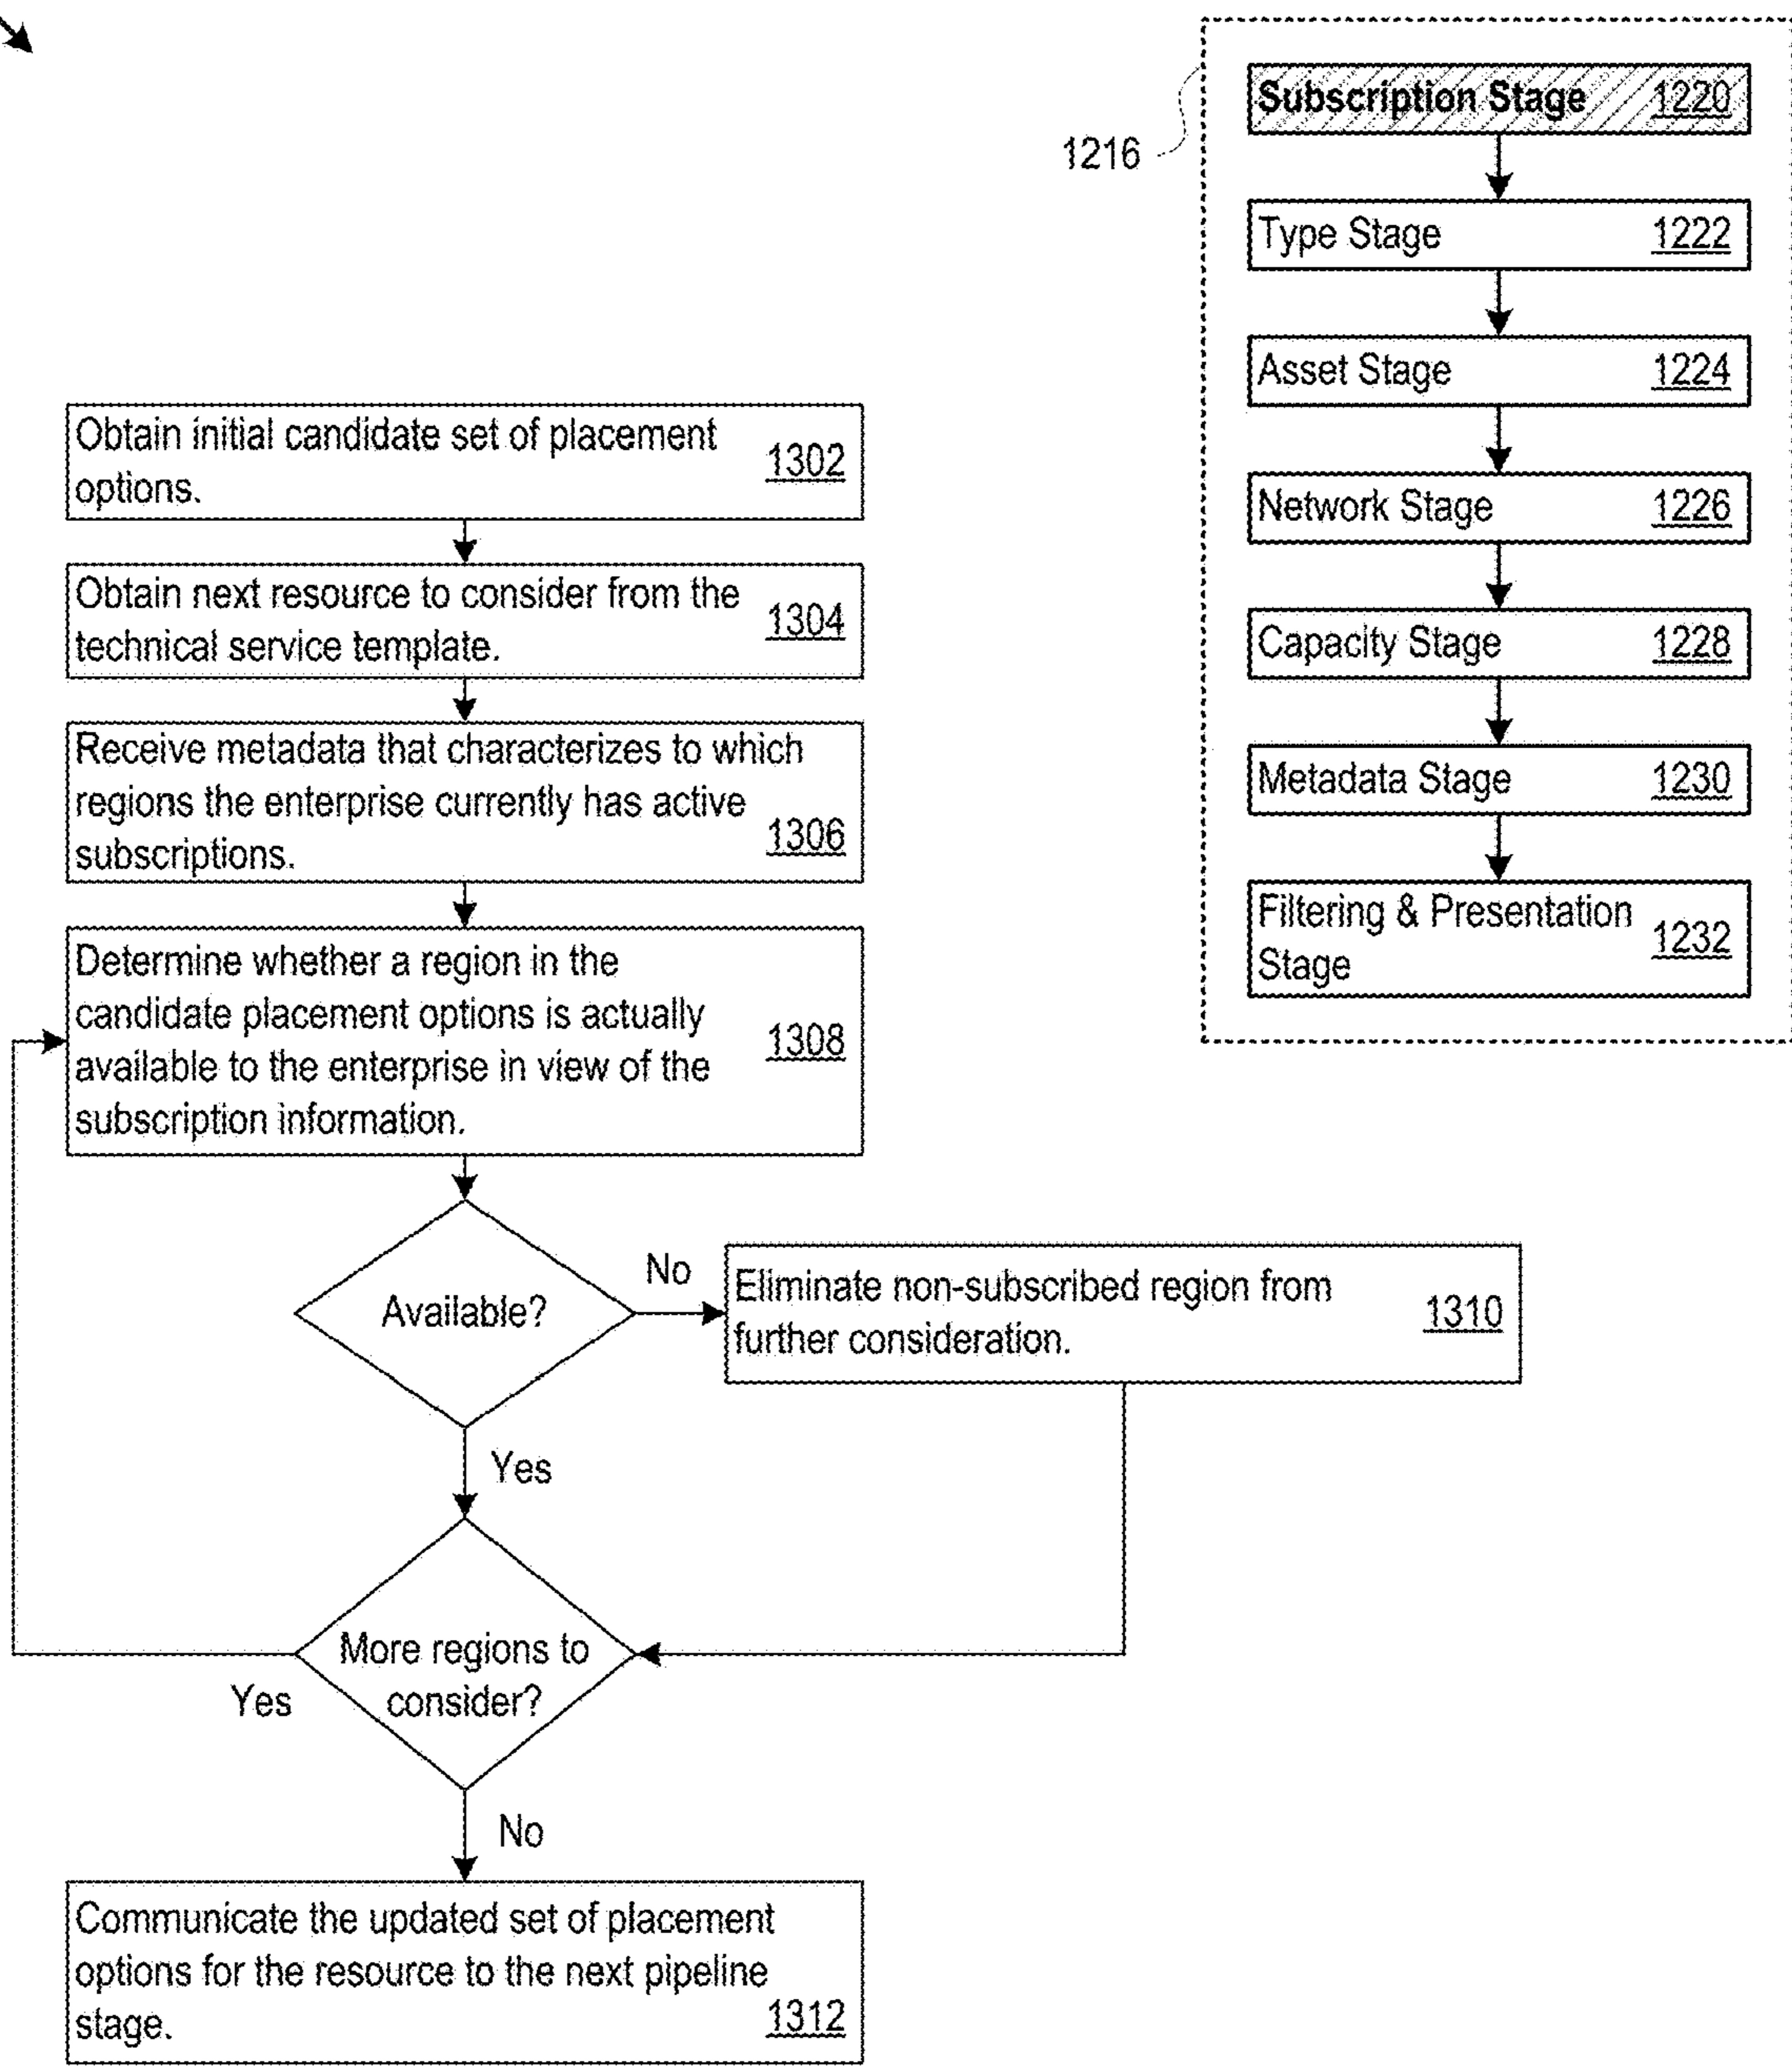 1216
Subscription Stage 1220
Type Stage 1222
Asset Stage 1224
Network Stage 1226
Capacity Stage 1228
Metadata Stage 1230
Filtering & Presentation
Stage 1232
Obtain initial candidate set of placement
options. 1302
Obtain next resource to consider from the
technical service template. 1304
Receive metadata that characterizes to which
regions the enterprise currently has active
subscriptions. 1306
Determine whether a region in the
candidate placement options is actually
available to the enterprise in view of the
subscription information. 1308
Available?
No
Eliminate non-subscribed region from
further consideration. 1310
Yes
More regions to
consider?
Yes
No
Communicate the updated set of placement
options for the resource to the next pipeline
stage. 1312